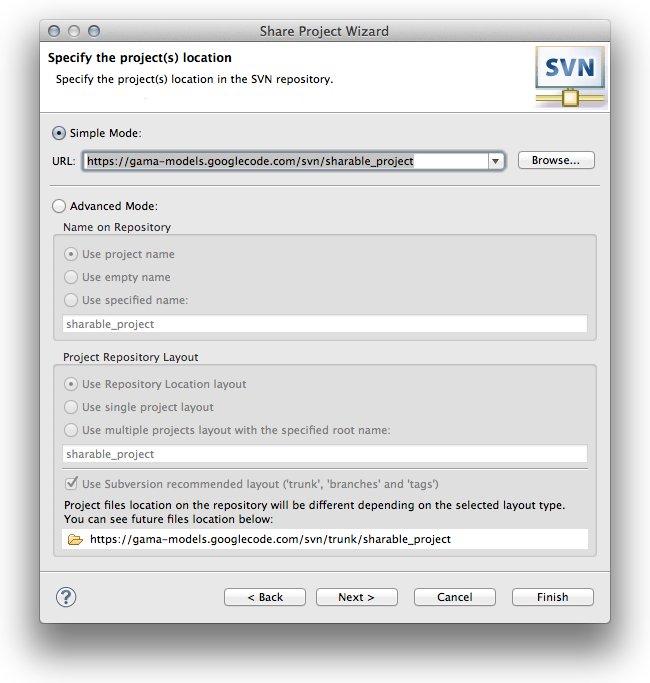 Share Project Wizard
Specify the project(s) location
Specify the project(s) location in the SVN repository.
SVN
Simple Mode:
URL: https://gama-models.googlecode.com/svn/sharable_project Browse...
Advanced Mode:
Name on Repository
Use project name
Use empty name
Use specified name:
sharable_project
Project Repository Layout
Use Repository Location layout
Use single project layout
Use multiple projects layout with the specified root name:
sharable_project
Use Subversion recommended layout ('trunk', 'branches' and 'tags')
Project files location on the repository will be different depending on the selected layout type.
You can see future files location below:
https://gama-models.googlecode.com/svn/trunk/sharable_project
? < Back Next > Cancel Finish